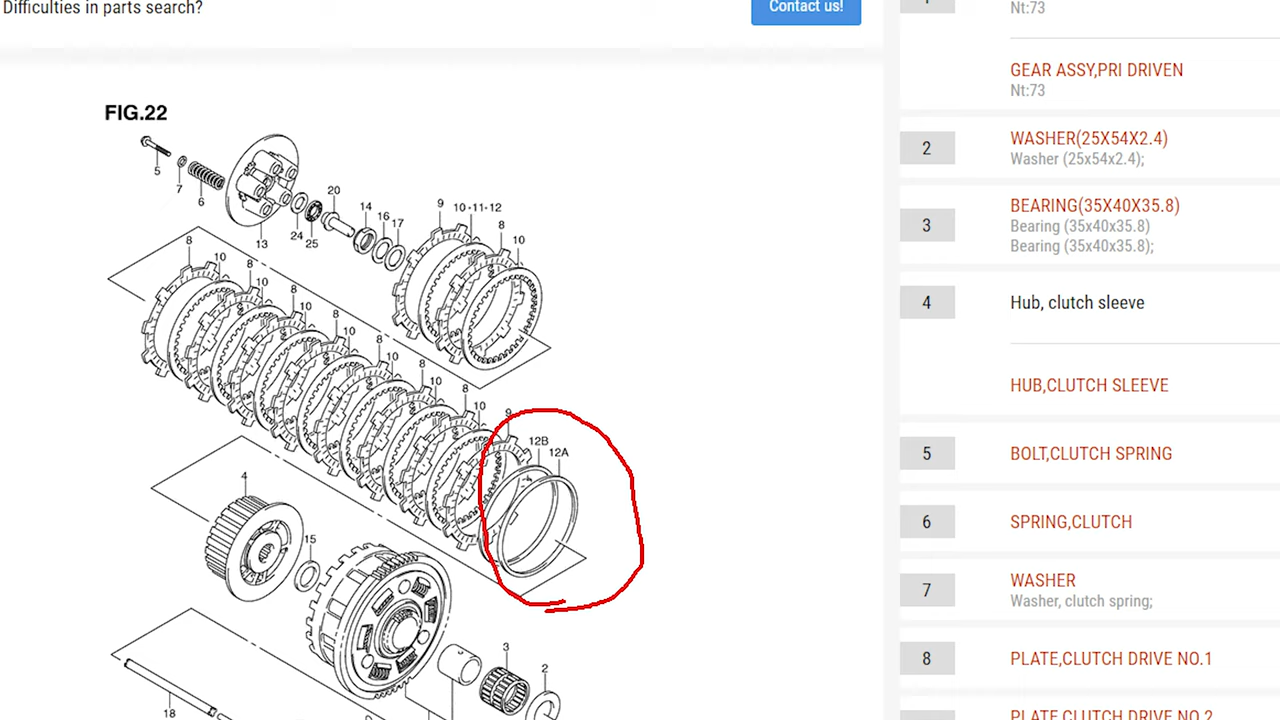 Difficulties in parts search?
Contact us!
FIG.22
5
7
6
13
24
25
20
14
16
17
9
10-11-12
8
10
8
10
8
10
8
10
8
10
8
10
8
10
8
10
9
12B
12A
4
15
3
2
18
Nt:73
GEAR ASSY,PRI DRIVEN
Nt:73
2
WASHER(25X54X2.4)
Washer (25x54x2.4);
3
BEARING(35X40X35.8)
Bearing (35x40x35.8)
Bearing (35x40x35.8);
4
Hub, clutch sleeve
HUB,CLUTCH SLEEVE
5
BOLT,CLUTCH SPRING
6
SPRING,CLUTCH
7
WASHER
Washer, clutch spring;
8
PLATE,CLUTCH DRIVE NO.1
PLATE,CLUTCH DRIVE NO.2